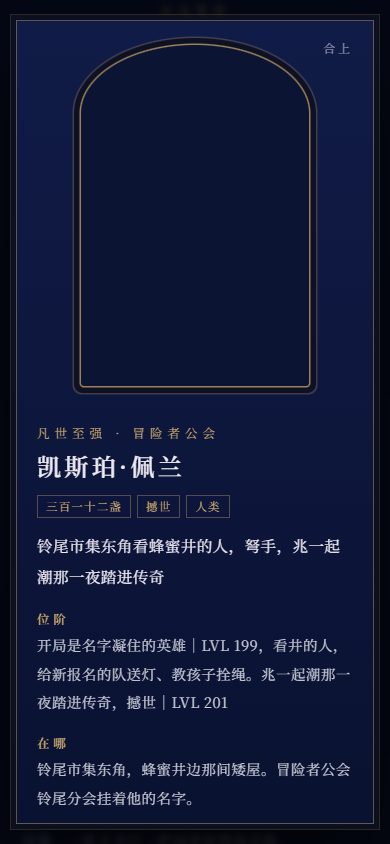 合上
凡世至强 · 冒险者公会
凯斯珀·佩兰
三百一十二盏 撼世 人类
铃尾市集东角看蜂蜜井的人，弩手，兆一起
潮那一夜踏进传奇
位阶
开局是名字凝住的英雄｜LVL 199，看井的人，
给新报名的队送灯、教孩子拴绳。兆一起潮那一
夜踏进传奇，撼世｜LVL 201
在哪
铃尾市集东角，蜂蜜井边那间矮屋。冒险者公会
铃尾分会挂着他的名字。